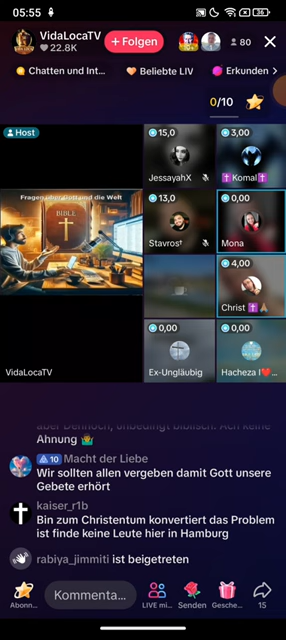 05:55
36
VidaLocaTV
22.8K
+ Folgen
80
Chatten und Int...
Beliebte LIV
Erkunden
0/10
Host
15,0
JessayahX
3,00
Komal
Fragen über Gott und die Welt
BIBLE
13,0
Stavros
0,00
Mona
4,00
Christ
VidaLocaTV
0,00
Ex-Ungläubig
0,00
Hacheza I❤️...
aber Dennoch, unbedingt biblisch. Ach keine
Ahnung 🤷‍♂️
10 Macht der Liebe
Wir sollten allen vergeben damit Gott unsere
Gebete erhört
kaiser_r1b
Bin zum Christentum konvertiert das Problem
ist finde keine Leute hier in Hamburg
rabiya_jimmiti ist beigetreten
Abonn...
Kommenta...
LIVE mi...
Senden
Gesche...
15